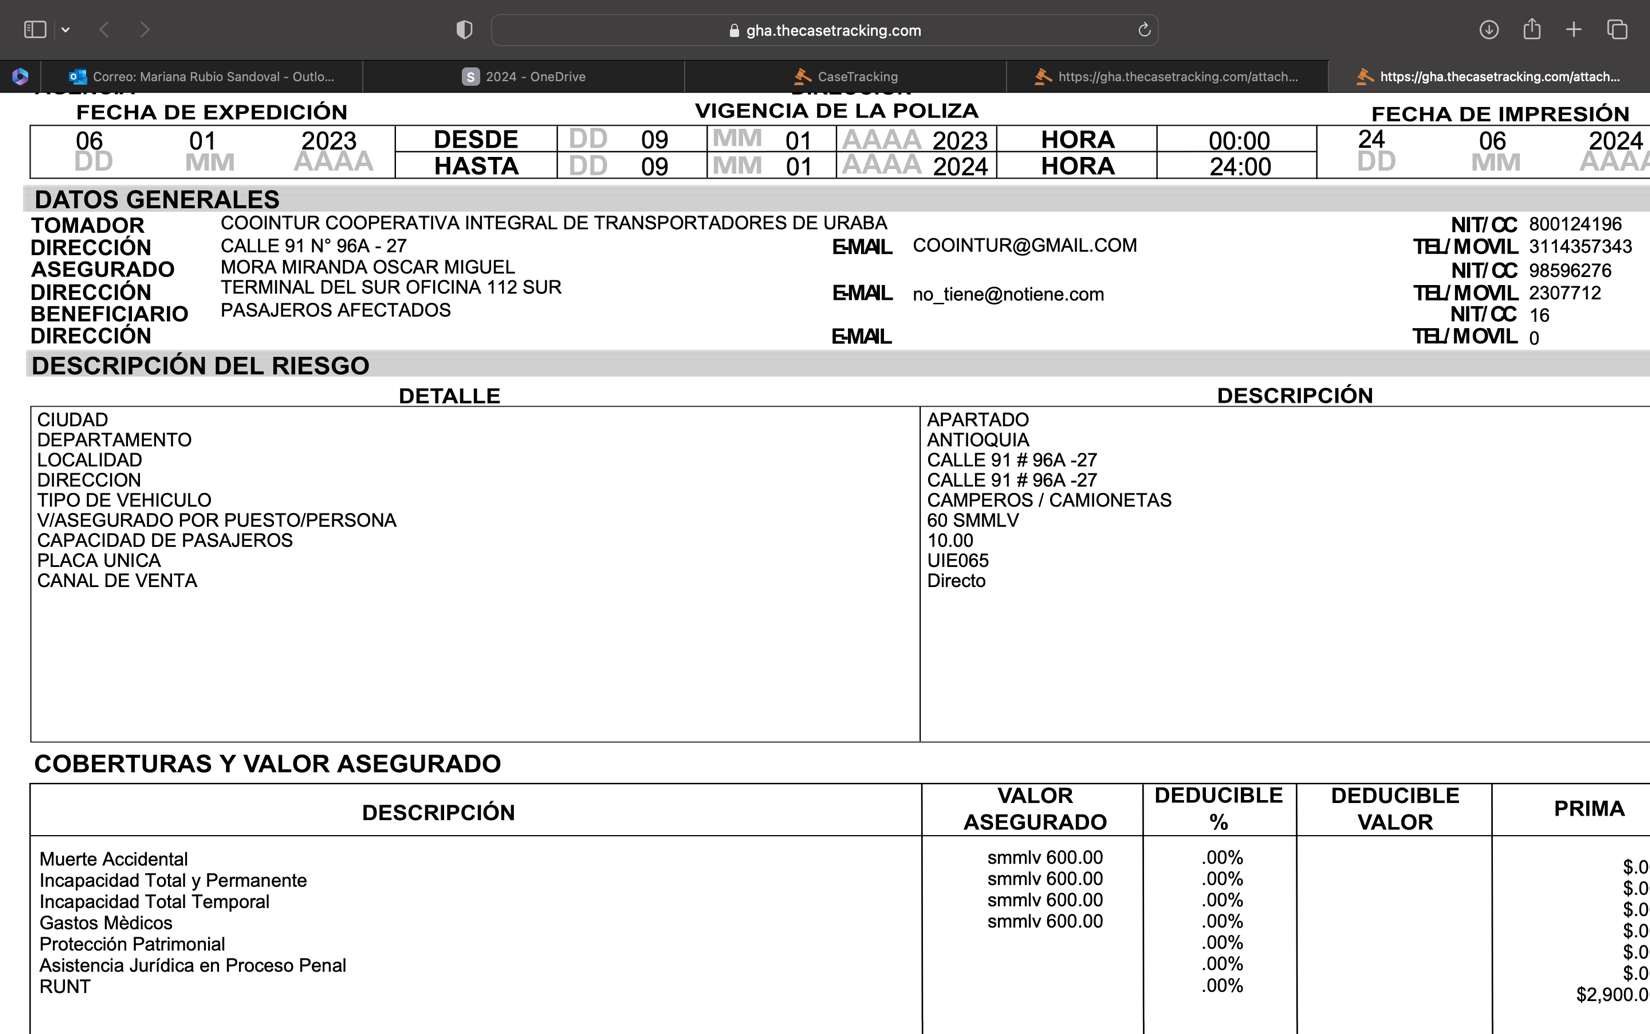 gha.thecasetracking.com
Correo: Mariana Rubio Sandoval - Outlo...
S 2024 - OneDrive
CaseTracking
https://gha.thecasetracking.com/attach...
https://gha.thecasetracking.com/attach...
FECHA DE EXPEDICIÓN
VIGENCIA DE LA POLIZA
FECHA DE IMPRESIÓN
06 01 2023
DD MM AAAA
DESDE DD 09 MM 01 AAAA 2023 HORA 00:00
HASTA DD 09 MM 01 AAAA 2024 HORA 24:00
24 06 2024
DD MM AAAA
DATOS GENERALES
TOMADOR COOINTUR COOPERATIVA INTEGRAL DE TRANSPORTADORES DE URABA NIT/CC 800124196
DIRECCIÓN CALLE 91 N° 96A - 27 E-MAIL COOINTUR@GMAIL.COM TEL/MOVIL 3114357343
ASEGURADO MORA MIRANDA OSCAR MIGUEL NIT/CC 98596276
DIRECCIÓN TERMINAL DEL SUR OFICINA 112 SUR E-MAIL no_tiene@notiene.com TEL/MOVIL 2307712
BENEFICIARIO PASAJEROS AFECTADOS NIT/CC 16
DIRECCIÓN E-MAIL TEL/MOVIL 0
DESCRIPCIÓN DEL RIESGO
DETALLE DESCRIPCIÓN
CIUDAD APARTADO
DEPARTAMENTO ANTIOQUIA
LOCALIDAD CALLE 91 # 96A -27
DIRECCION CALLE 91 # 96A -27
TIPO DE VEHICULO CAMPEROS / CAMIONETAS
V/ASEGURADO POR PUESTO/PERSONA 60 SMMLV
CAPACIDAD DE PASAJEROS 10.00
PLACA UNICA UIE065
CANAL DE VENTA Directo
COBERTURAS Y VALOR ASEGURADO
DESCRIPCIÓN
VALOR ASEGURADO
DEDUCIBLE %
DEDUCIBLE VALOR
PRIMA
Muerte Accidental smmlv 600.00 .00% $.0
Incapacidad Total y Permanente smmlv 600.00 .00% $.0
Incapacidad Total Temporal smmlv 600.00 .00% $.0
Gastos Mèdicos smmlv 600.00 .00% $.0
Protección Patrimonial .00% $.0
Asistencia Jurídica en Proceso Penal .00% $.0
RUNT .00% $2,900.0